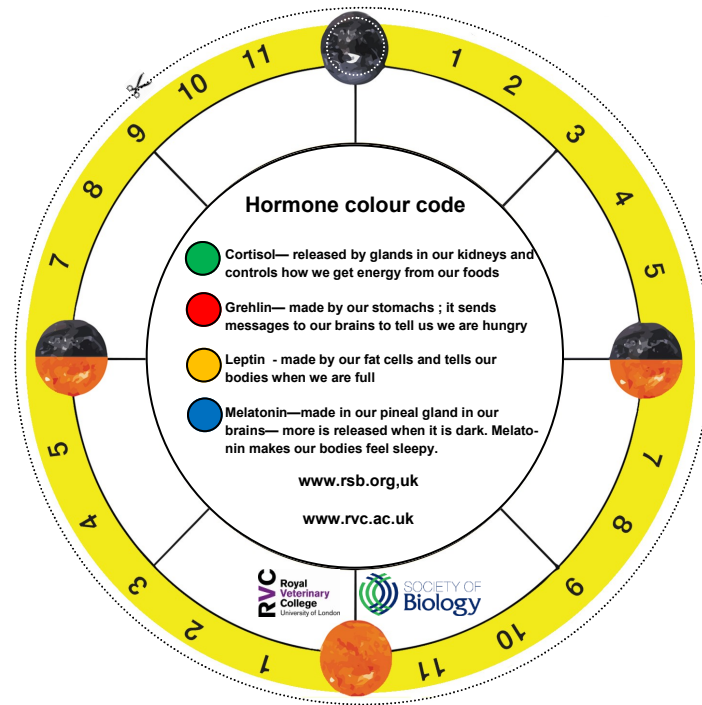 11
1
10
2
9
3
8
4
7
5
Hormone colour code
Cortisol— released by glands in our kidneys and
controls how we get energy from our foods
Grehlin— made by our stomachs ; it sends
messages to our brains to tell us we are hungry
Leptin - made by our fat cells and tells our
bodies when we are full
Melatonin—made in our pineal gland in our
brains— more is released when it is dark. Melato-
nin makes our bodies feel sleepy.
www.rsb.org,uk
www.rvc.ac.uk
5
7
4
8
3
9
2
10
1
11
RVC
Royal
Veterinary
College
University of London
SOCIETY OF
Biology